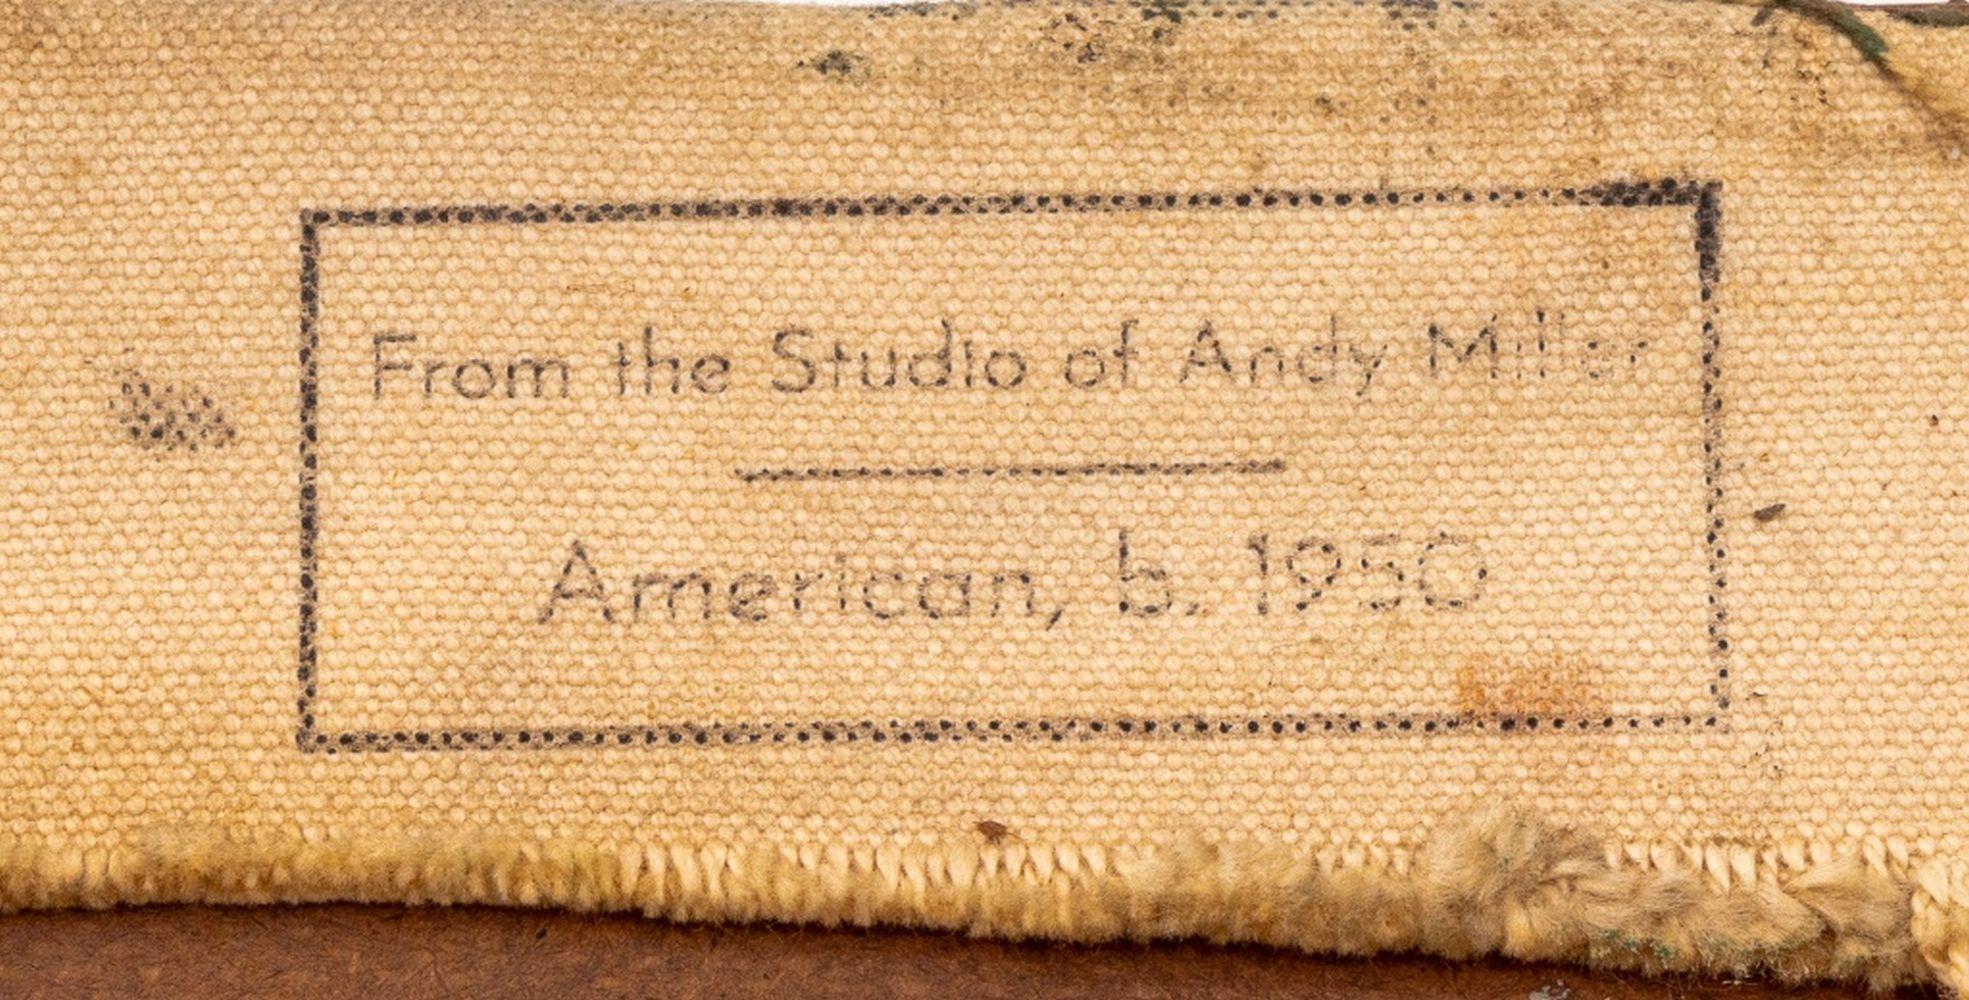 From the Studio of Andy Miller
American, b. 1950